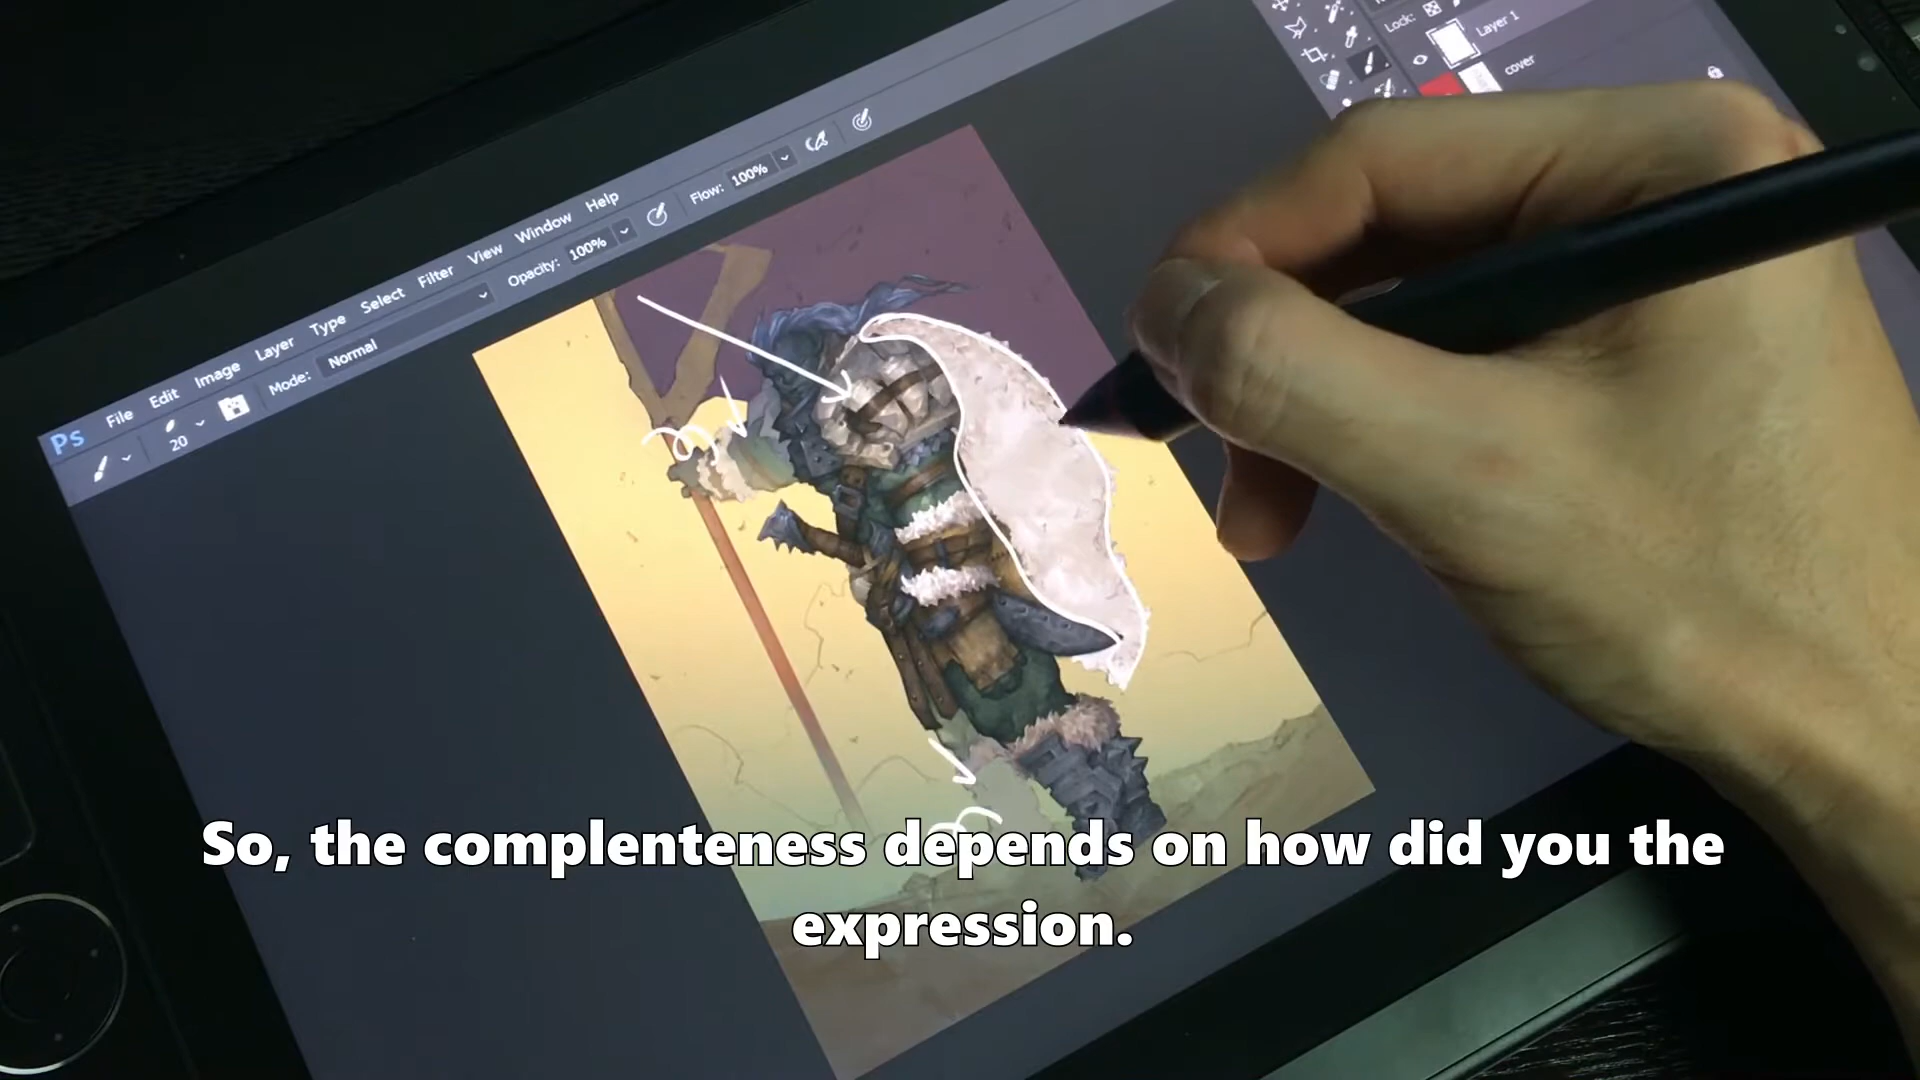 Lock:
Layer 1
cover
Ps File Edit Image Layer Type Select Filter View Window Help
20 Mode: Normal Opacity: 100% Flow: 100%
So, the complenteness depends on how did you the
expression.